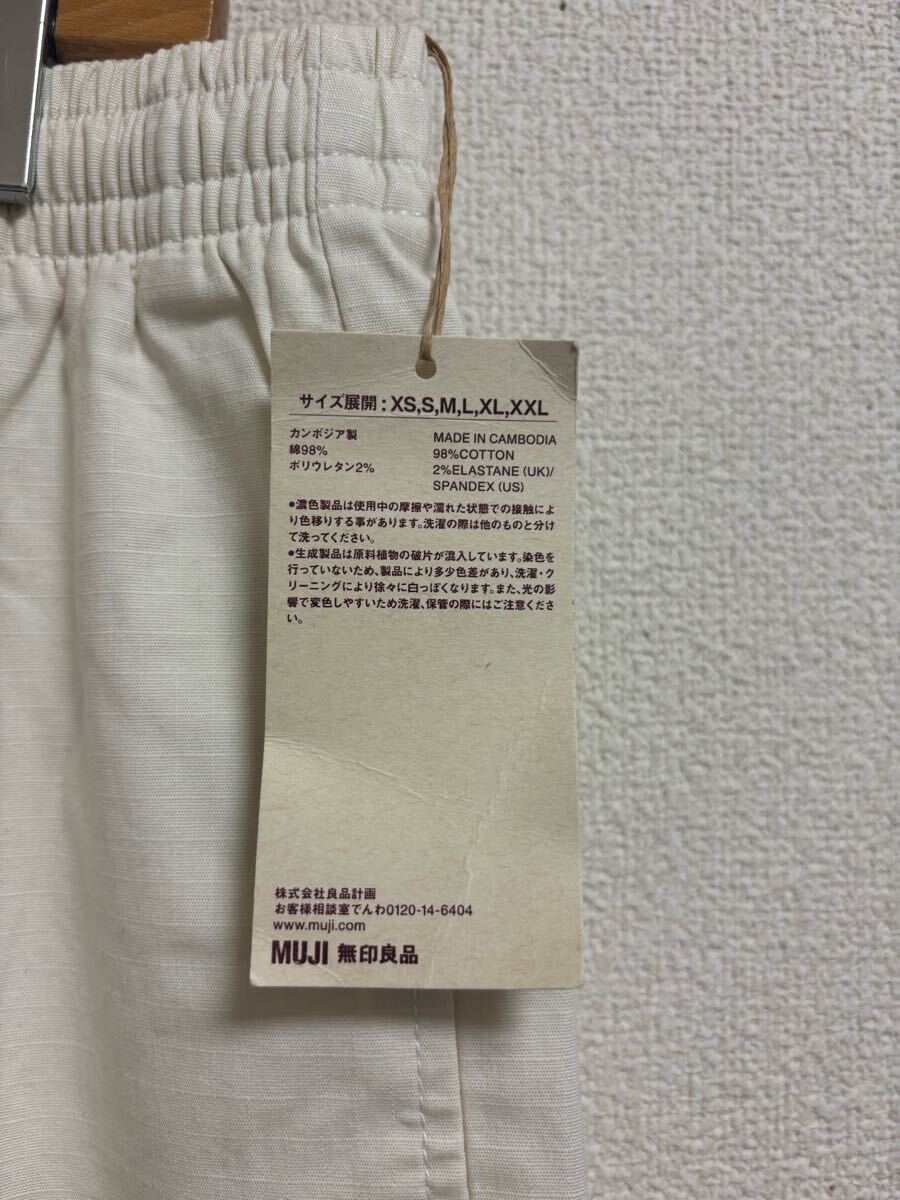 サイズ展開:XS,S,M,L,XL,XXL
カンボジア製
綿98%
ポリウレタン2%
MADE IN CAMBODIA
98%COTTON
2%ELASTANE (UK)/
SPANDEX (US)
●濃色製品は使用中の摩擦や濡れた状態での接触によ
り色移りする事があります。洗濯の際は他のものと分け
て洗ってください。
●生成製品は原料植物の破片が混入しています。染色を
行っていないため、製品により多少色差があり、洗濯・ク
リーニングにより徐々に白っぽくなります。また、光の影
響で変色しやすいため洗濯、保管の際にはご注意くださ
い。
株式会社良品計画
お客様相談室でんわ0120-14-6404
www.muji.com
MUJI 無印良品